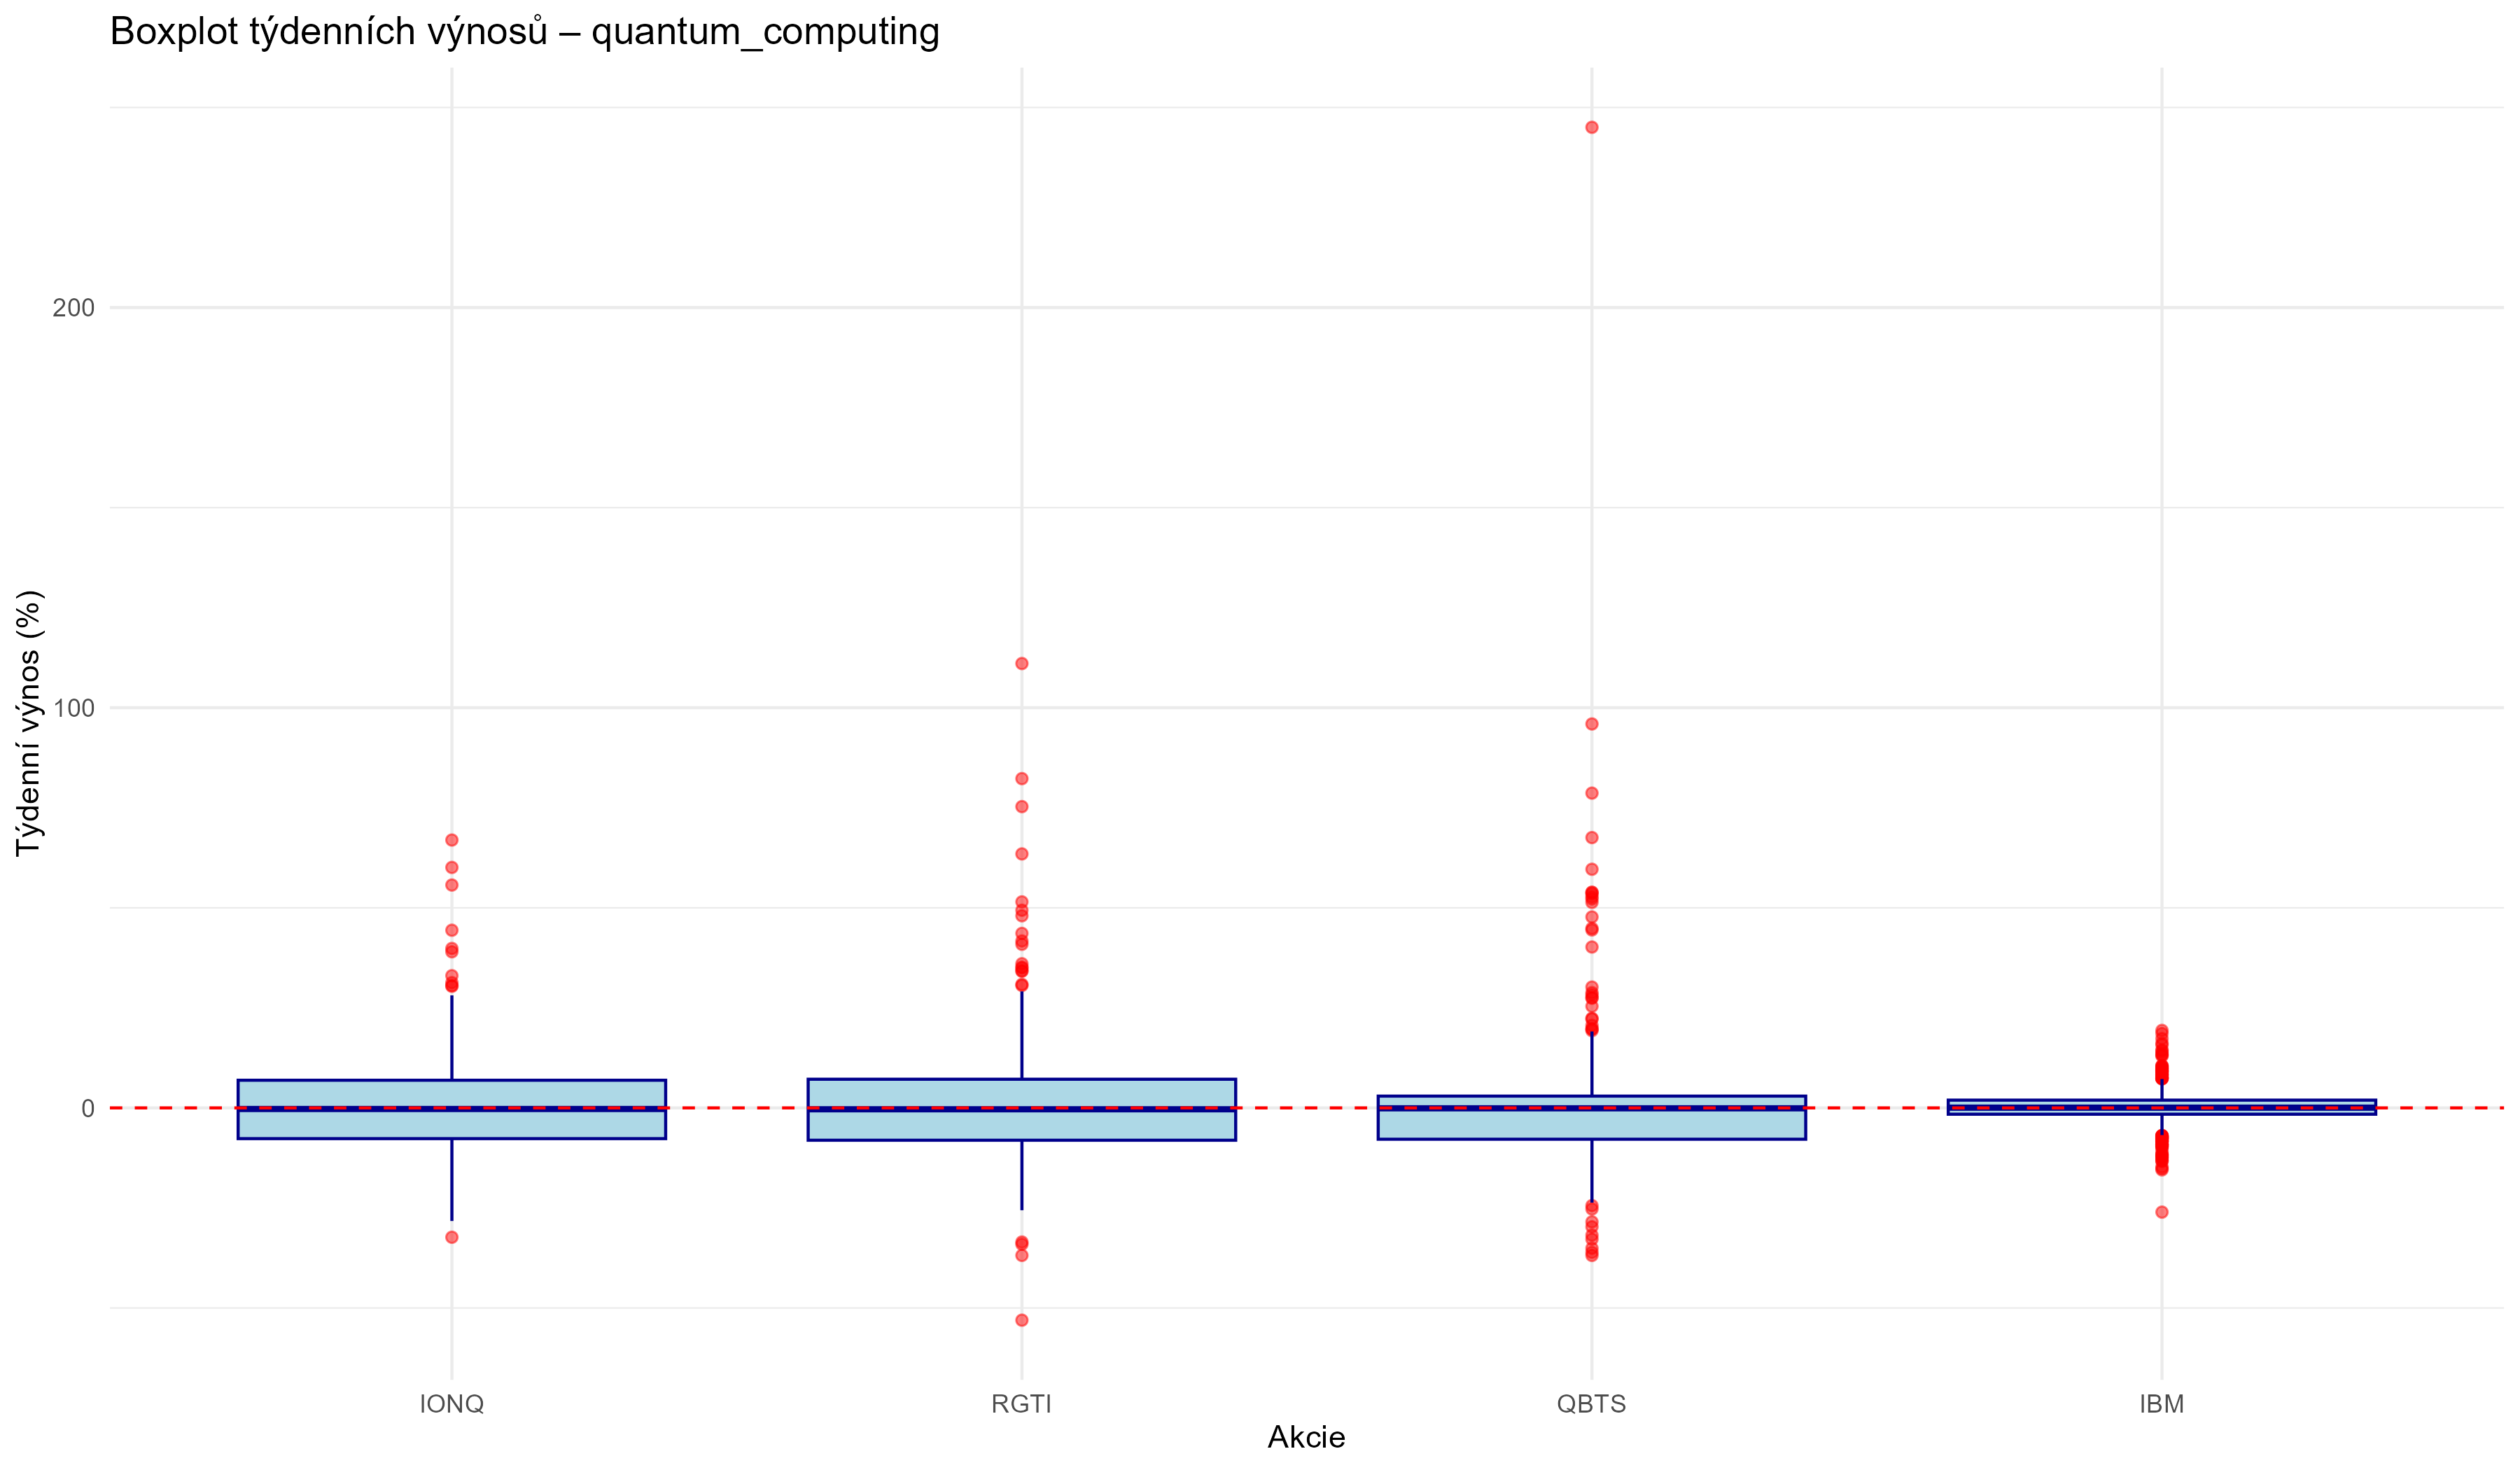 Boxplot týdenních výnosů – quantum_computing
Týdenní výnos (%)
200
100
0
IONQ
RGTI
QBTS
IBM
Akcie